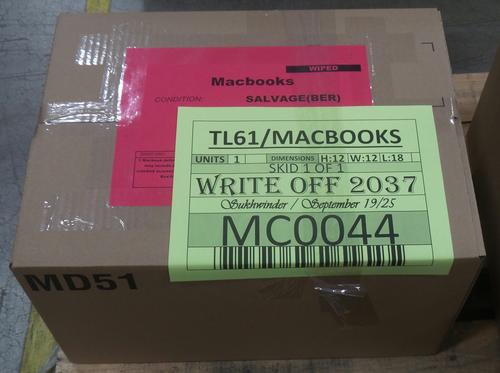 WIPED
Macbooks
CONDITION: SALVAGE(BER)
TL61/MACBOOKS
UNITS 1 DIMENSIONS H:12 W:12 L:18
SKID 1 OF 1
WRITE OFF 2037
Sukhwinder / September 19/25
MC0044
MD51